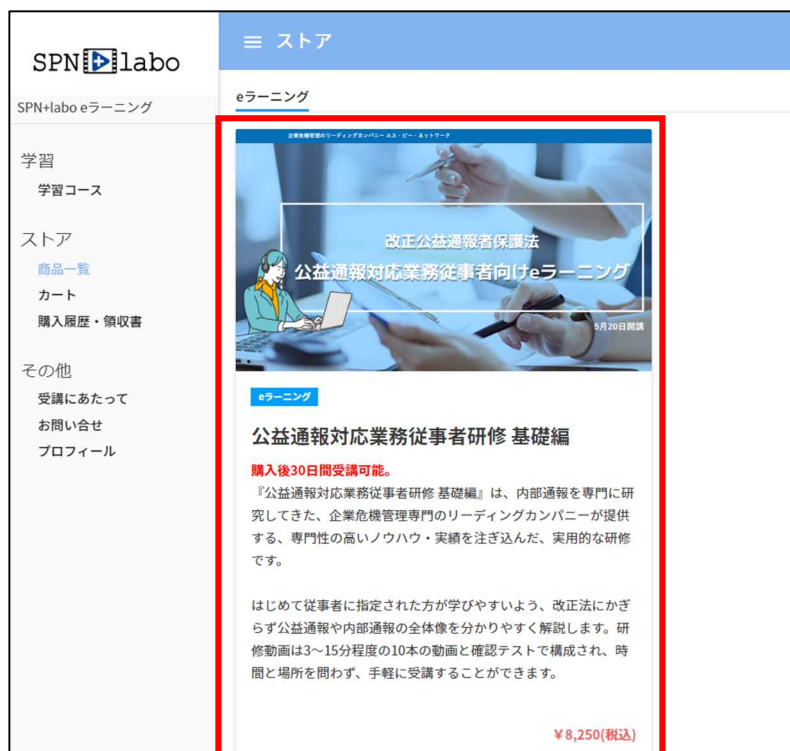 SPN labo
SPN+labo eラーニング
学習
学習コース
ストア
商品一覧
カート
購入履歴・領収書
その他
受講にあたって
お問い合せ
プロフィール
ストア
eラーニング
企業危機管理のリーディングカンパニー エス・ピー・ネットワーク
改正公益通報者保護法
公益通報対応業務従事者向けeラーニング
5月20日開講
eラーニング
公益通報対応業務従事者研修 基礎編
購入後30日間受講可能。
『公益通報対応業務従事者研修 基礎編』は、内部通報を専門に研
究してきた、企業危機管理専門のリーディングカンパニーが提供
する、専門性の高いノウハウ・実績を注ぎ込んだ、実用的な研修
です。
はじめて従事者に指定された方が学びやすいよう、改正法にかぎ
らず公益通報や内部通報の全体像を分かりやすく解説します。研
修動画は3～15分程度の10本の動画と確認テストで構成され、時
間と場所を問わず、手軽に受講することができます。
￥8,250(税込)